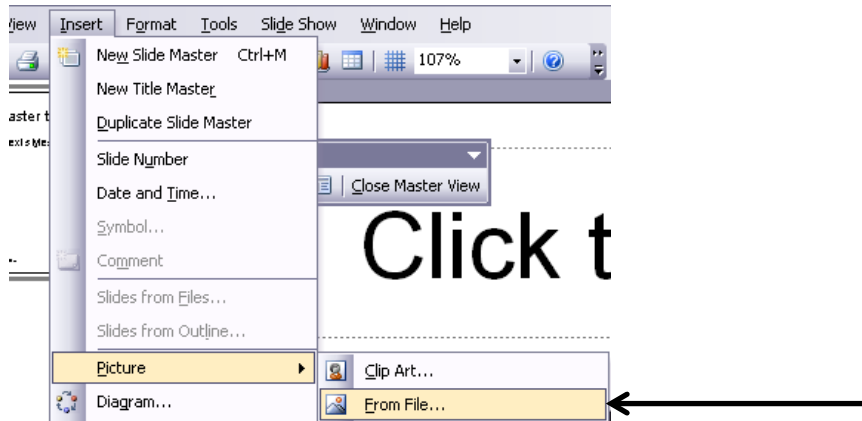 View Insert Format Tools Slide Show Window Help
107%
New Slide Master Ctrl+M
New Title Master
aster t
Duplicate Slide Master
Slide Number
Date and Time...
Close Master View
Symbol...
Click t
Comment
Slides from Files...
Slides from Outline...
Picture
Clip Art...
Diagram...
From File...